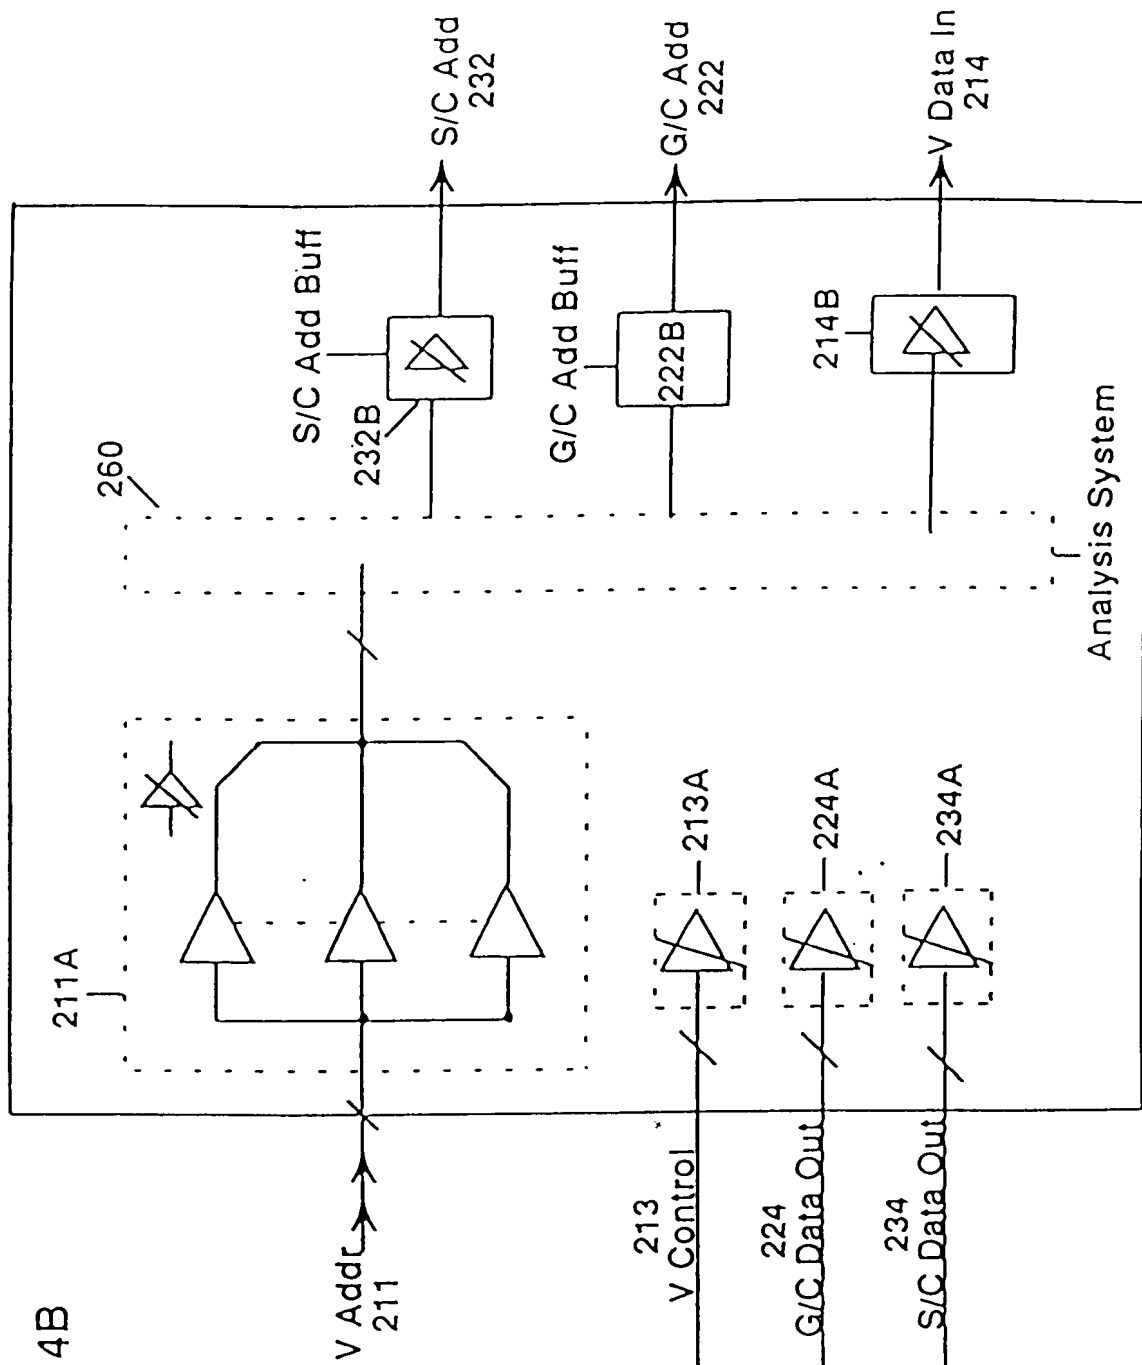 4B
V Addr
211
211A
260
S/C Add Buff
232B
S/C Add
232
G/C Add Buff
222B
G/C Add
222
214B
V Data In
214
Analysis System
213
V Control
213A
224
G/C Data Out
224A
234
S/C Data Out
234A